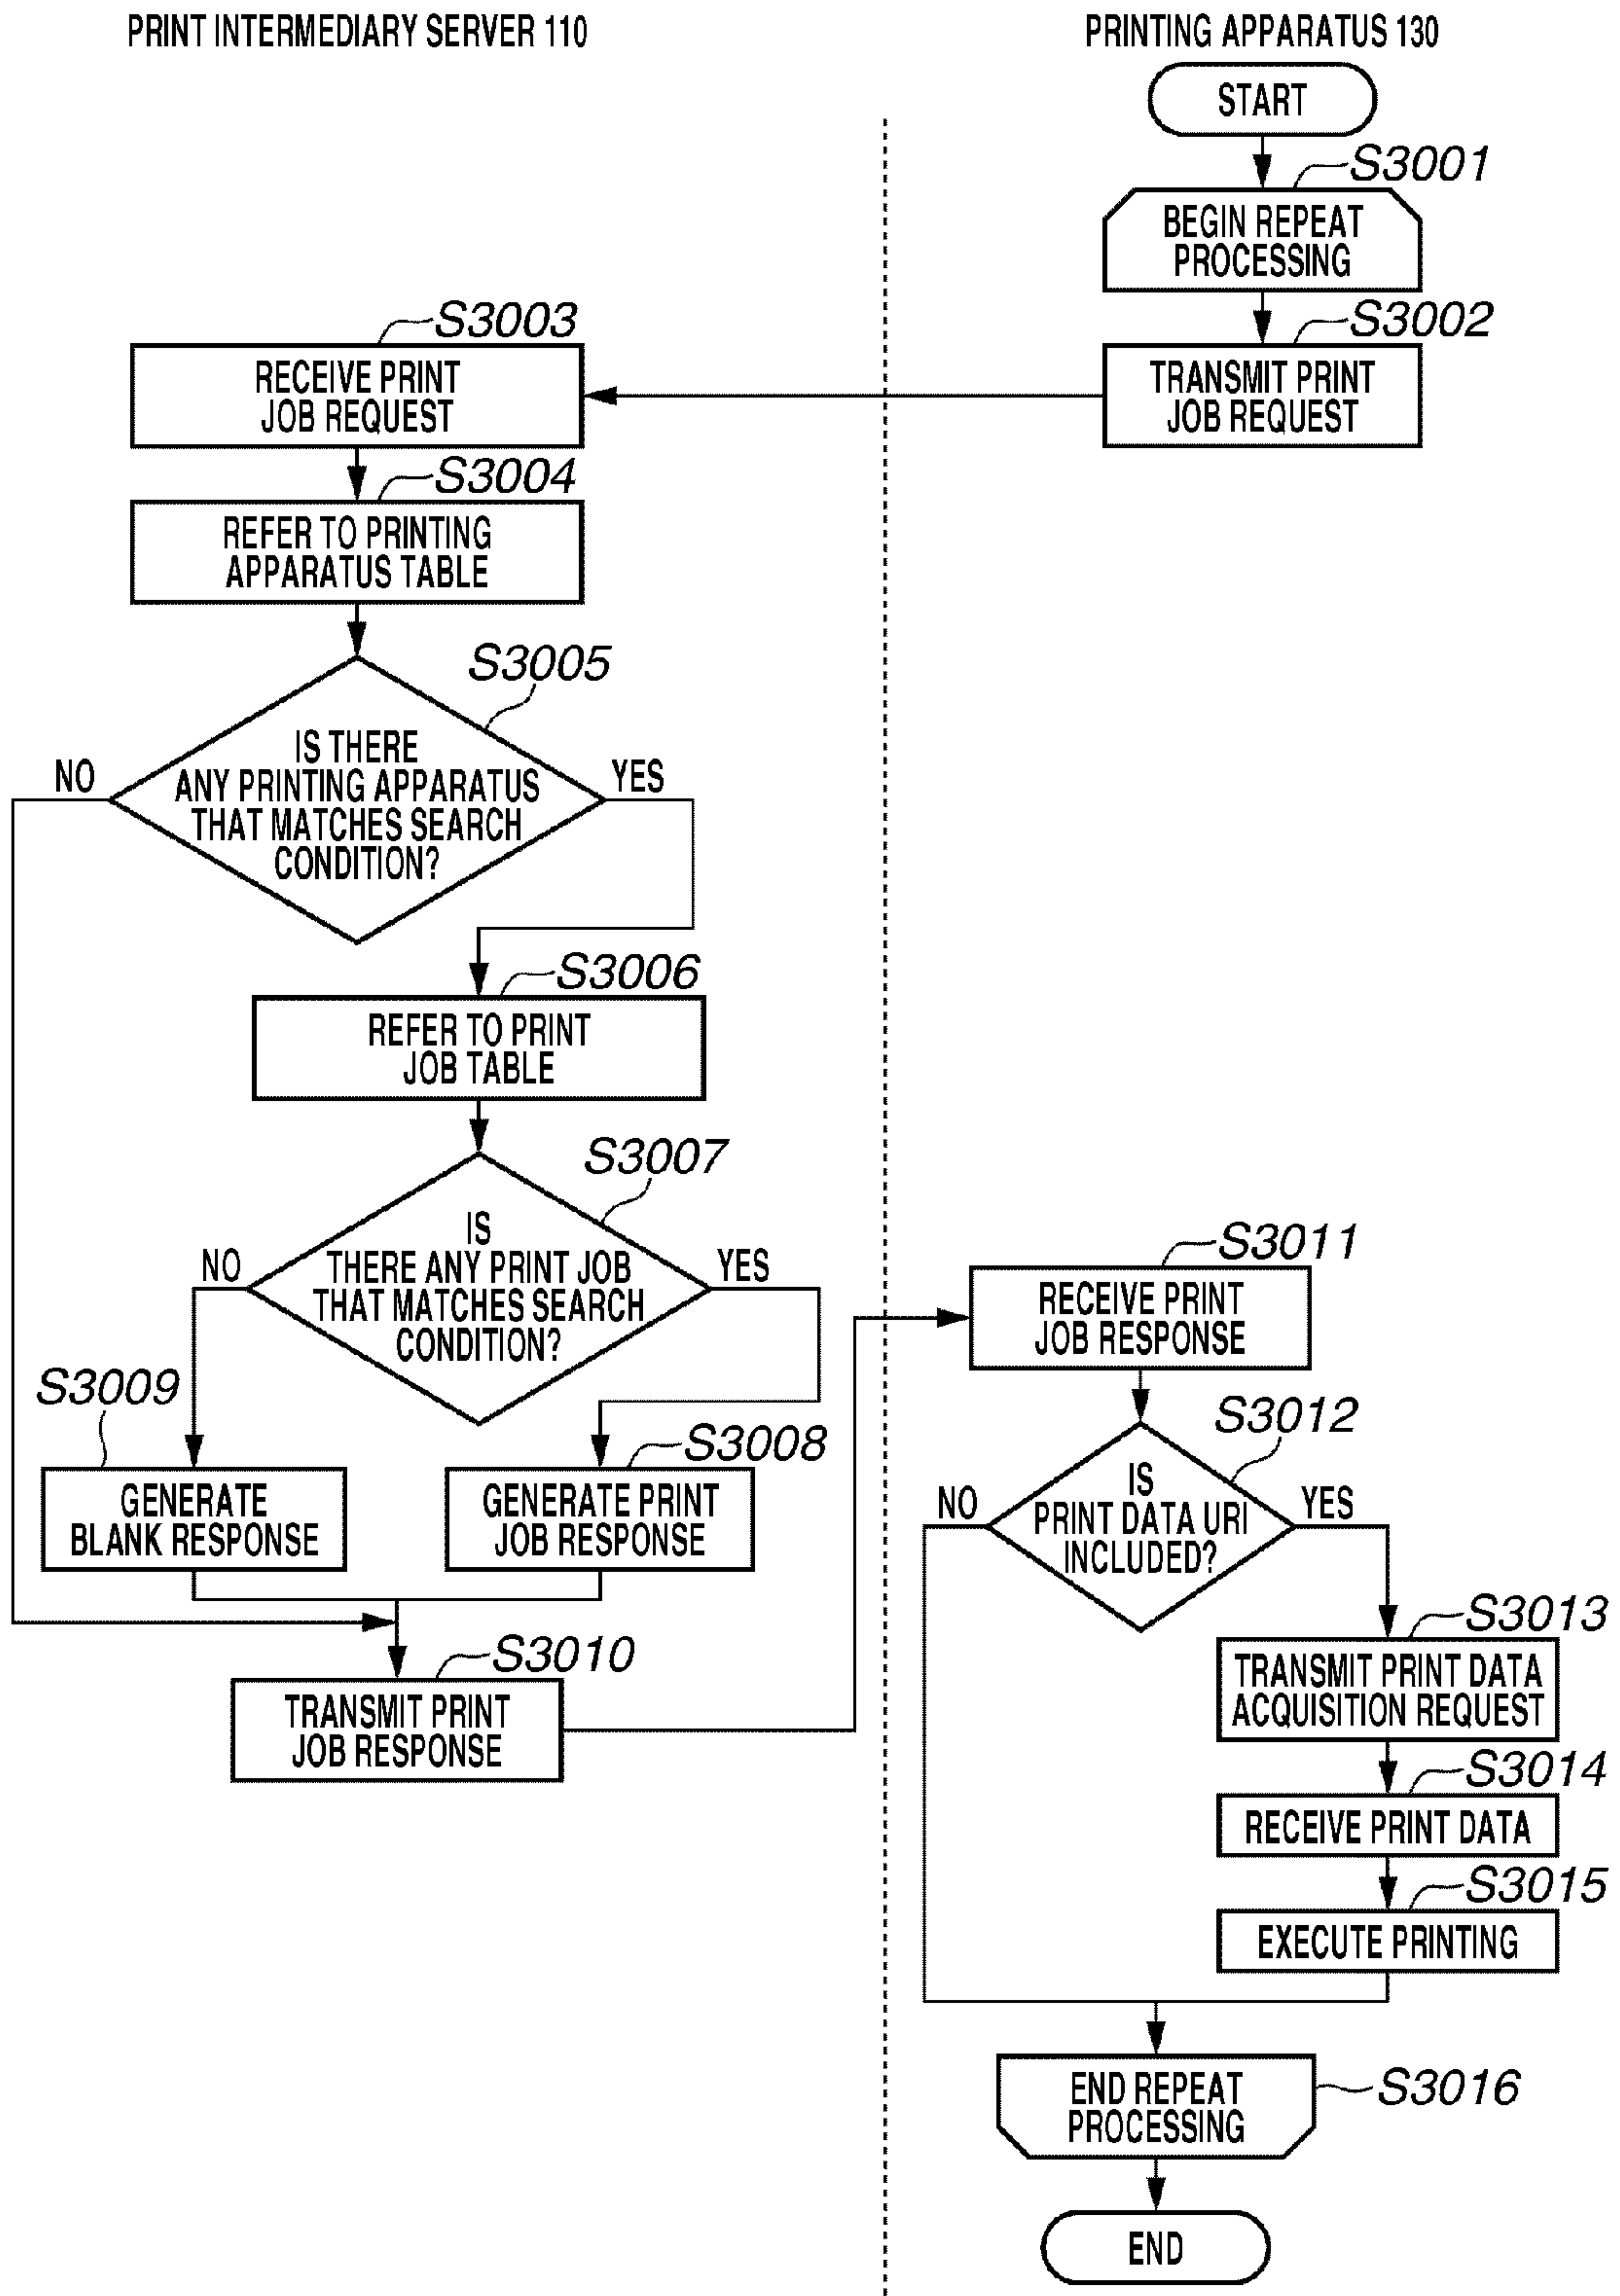 PRINT INTERMEDIARY SERVER 110
PRINTING APPARATUS 130
START
S3001
BEGIN REPEAT
PROCESSING
S3002
TRANSMIT PRINT
JOB REQUEST
S3003
RECEIVE PRINT
JOB REQUEST
S3004
REFER TO PRINTING
APPARATUS TABLE
S3005
IS THERE
ANY PRINTING APPARATUS
THAT MATCHES SEARCH
CONDITION?
NO
YES
S3006
REFER TO PRINT
JOB TABLE
S3007
IS
THERE ANY PRINT JOB
THAT MATCHES SEARCH
CONDITION?
NO
YES
S3009
GENERATE
BLANK RESPONSE
S3008
GENERATE PRINT
JOB RESPONSE
S3010
TRANSMIT PRINT
JOB RESPONSE
S3011
RECEIVE PRINT
JOB RESPONSE
S3012
IS
PRINT DATA URI
INCLUDED?
NO
YES
S3013
TRANSMIT PRINT DATA
ACQUISITION REQUEST
S3014
RECEIVE PRINT DATA
S3015
EXECUTE PRINTING
S3016
END REPEAT
PROCESSING
END